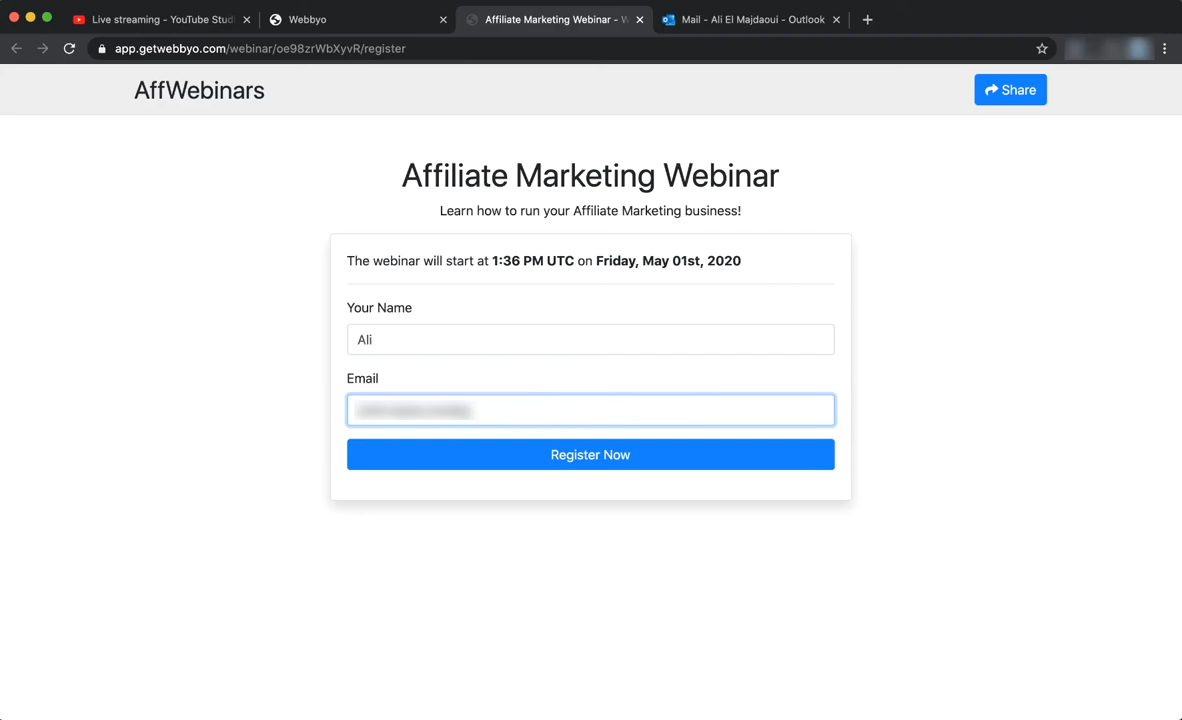 Live streaming - YouTube Studi
Webbyo
Affiliate Marketing Webinar - W
Mail - Ali El Majdaoui - Outlook
app.getwebbyo.com/webinar/oe98zrWbXyvR/register
AffWebinars
Share
Affiliate Marketing Webinar
Learn how to run your Affiliate Marketing business!
The webinar will start at 1:36 PM UTC on Friday, May 01st, 2020
Your Name
Ali
Email
Register Now